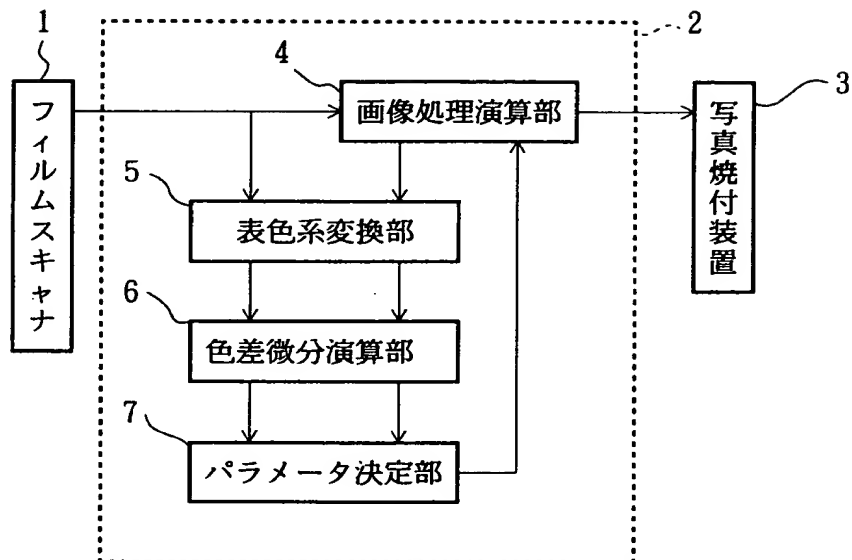 1
フィルムスキャナ
2
4
画像処理演算部
3
写真焼付装置
5
表色系変換部
6
色差微分演算部
7
パラメータ決定部